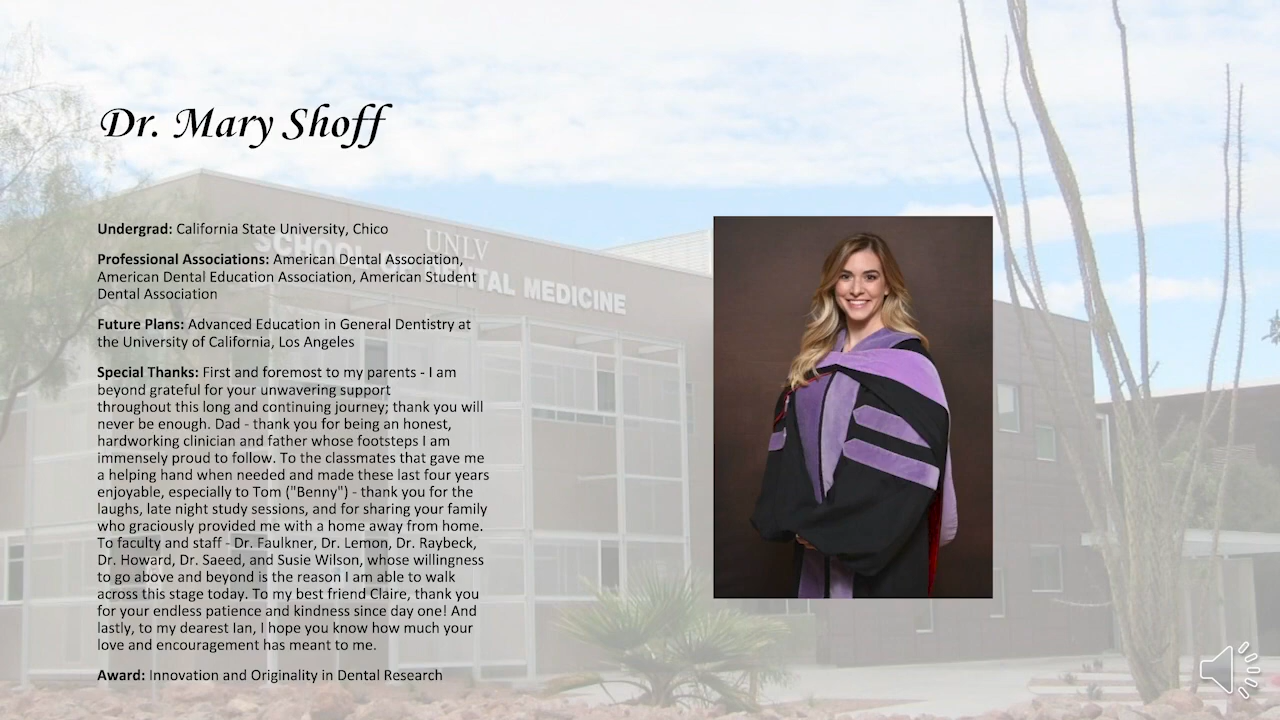 Dr. Mary Shoff
UNLV
SCHOOL OF DENTAL MEDICINE
Undergrad: California State University, Chico
Professional Associations: American Dental Association,
American Dental Education Association, American Student
Dental Association
Future Plans: Advanced Education in General Dentistry at
the University of California, Los Angeles
Special Thanks: First and foremost to my parents - I am
beyond grateful for your unwavering support
throughout this long and continuing journey; thank you will
never be enough. Dad - thank you for being an honest,
hardworking clinician and father whose footsteps I am
immensely proud to follow. To the classmates that gave me
a helping hand when needed and made these last four years
enjoyable, especially to Tom ("Benny") - thank you for the
laughs, late night study sessions, and for sharing your family
who graciously provided me with a home away from home.
To faculty and staff - Dr. Faulkner, Dr. Lemon, Dr. Raybeck,
Dr. Howard, Dr. Saeed, and Susie Wilson, whose willingness
to go above and beyond is the reason I am able to walk
across this stage today. To my best friend Claire, thank you
for your endless patience and kindness since day one! And
lastly, to my dearest Ian, I hope you know how much your
love and encouragement has meant to me.
Award: Innovation and Originality in Dental Research